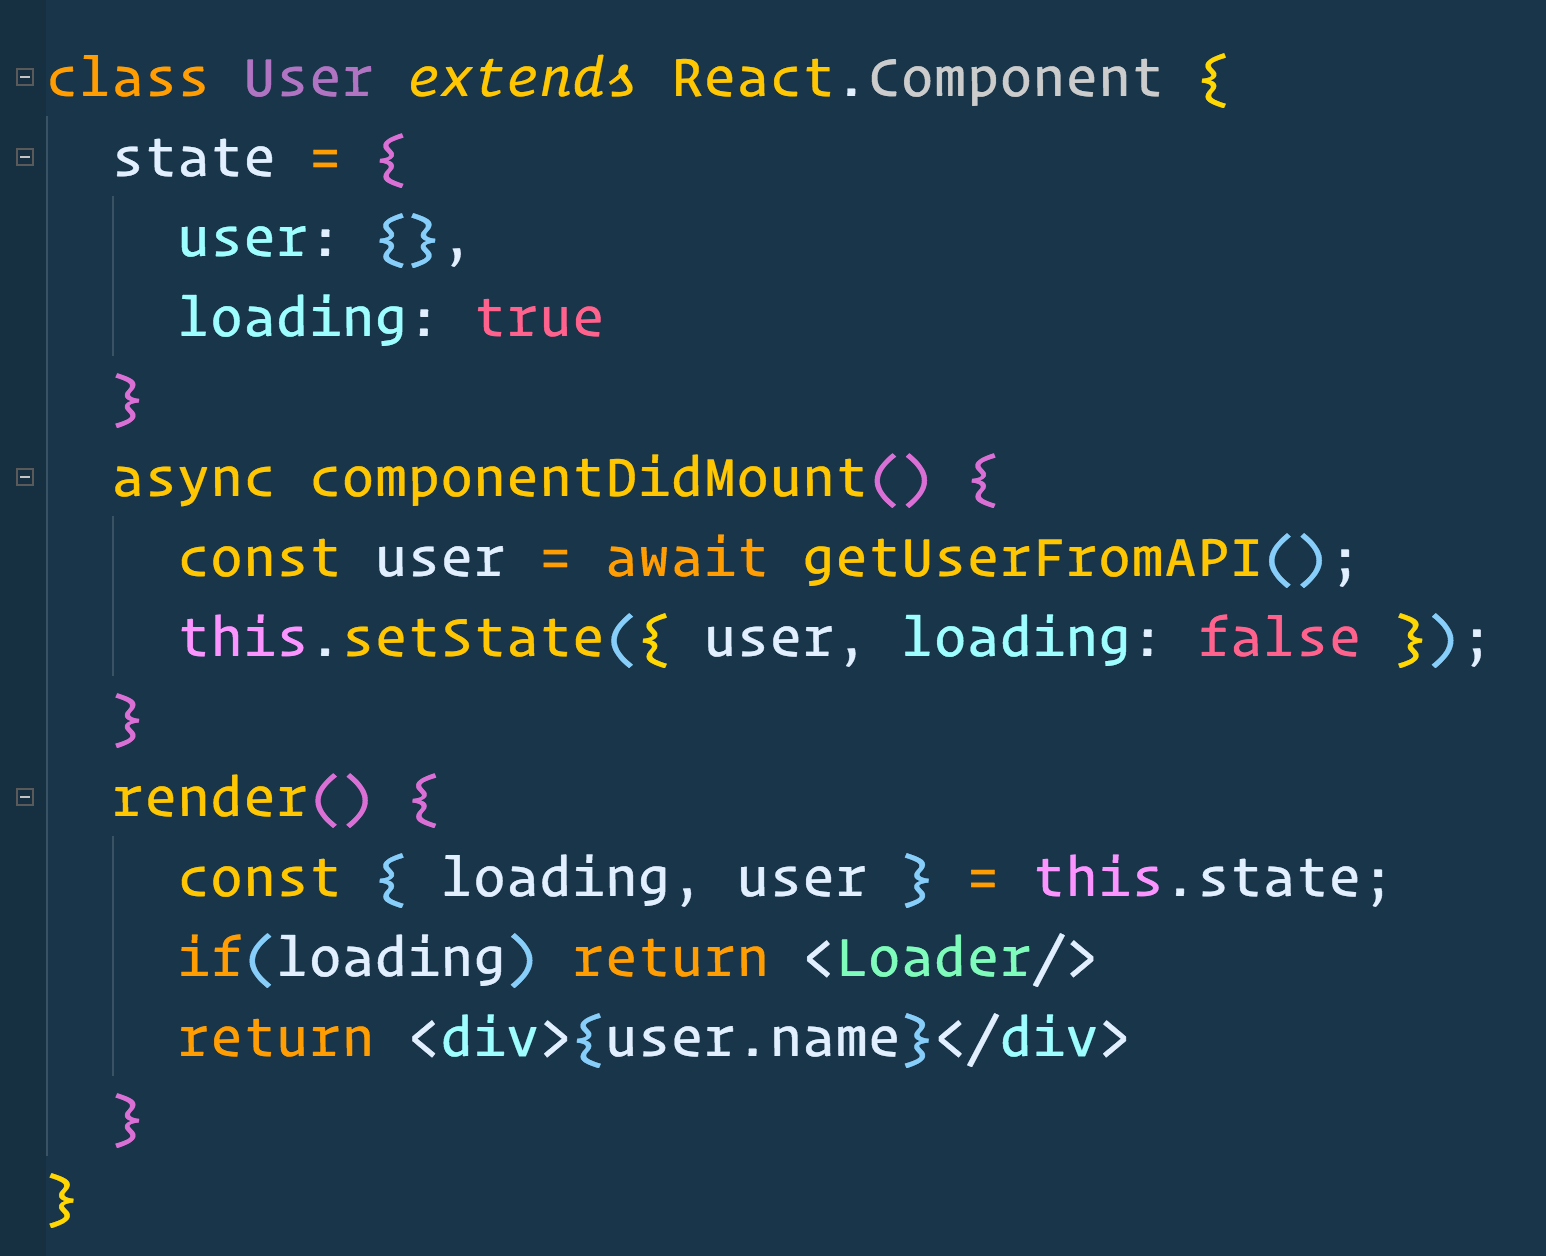 class User extends React.Component {
  state = {
    user: {},
    loading: true
  }
  async componentDidMount() {
    const user = await getUserFromAPI();
    this.setState({ user, loading: false });
  }
  render() {
    const { loading, user } = this.state;
    if(loading) return <Loader/>
    return <div>{user.name}</div>
  }
}